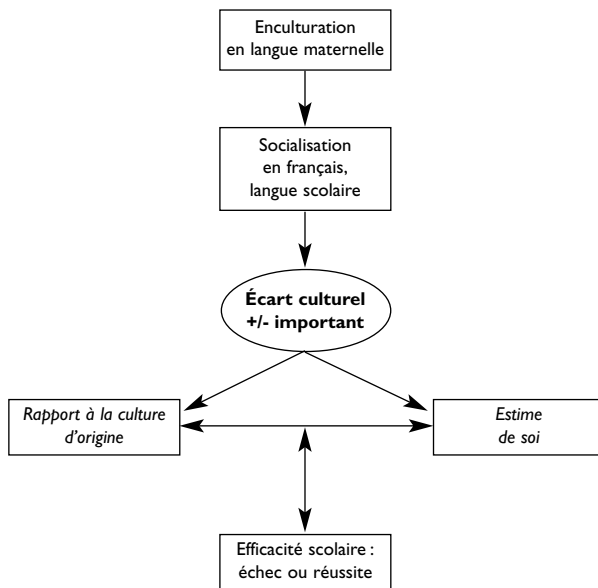 Enculturation
en langue maternelle
Socialisation
en français,
langue scolaire
Écart culturel
+/- important
Rapport à la culture
d'origine
Estime
de soi
Efficacité scolaire :
échec ou réussite